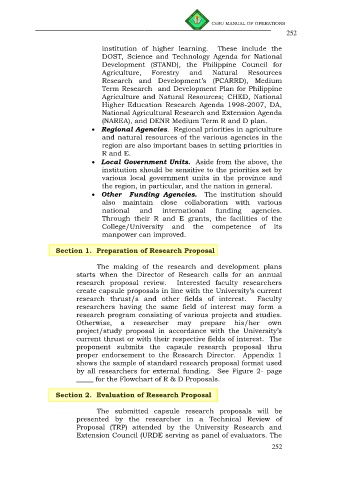 CSPU MANUAL OF OPERATIONS
252
institution of higher learning. These include the
DOST, Science and Technology Agenda for National
Development (STAND), the Philippine Council for
Agriculture, Forestry and Natural Resources
Research and Development's (PCARRD), Medium
Term Research and Development Plan for Philippine
Agriculture and Natural Resources; CHED, National
Higher Education Research Agenda 1998-2007, DA,
National Agricultural Research and Extension Agenda
(NAREA), and DENR Medium Term R and D plan.
• Regional Agencies. Regional priorities in agriculture
and natural resources of the various agencies in the
region are also important bases in setting priorities in
R and E.
• Local Government Units. Aside from the above, the
institution should be sensitive to the priorities set by
various local government units in the province and
the region, in particular, and the nation in general.
• Other Funding Agencies. The institution should
also maintain close collaboration with various
national and international funding agencies.
Through their R and E grants, the facilities of the
College/University and the competence of its
manpower can improved.
Section 1. Preparation of Research Proposal
The making of the research and development plans
starts when the Director of Research calls for an annual
research proposal review. Interested faculty researchers
create capsule proposals in line with the University's current
research thrust/s and other fields of interest. Faculty
researchers having the same field of interest may form a
research program consisting of various projects and studies.
Otherwise, a researcher may prepare his/her own
project/study proposal in accordance with the University's
current thrust or with their respective fields of interest. The
proponent submits the capsule research proposal thru
proper endorsement to the Research Director. Appendix 1
shows the sample of standard research proposal format used
by all researchers for external funding. See Figure 2- page
_____ for the Flowchart of R & D Proposals.
Section 2. Evaluation of Research Proposal
The submitted capsule research proposals will be
presented by the researcher in a Technical Review of
Proposal (TRP) attended by the University Research and
Extension Council (URDE serving as panel of evaluators. The
252